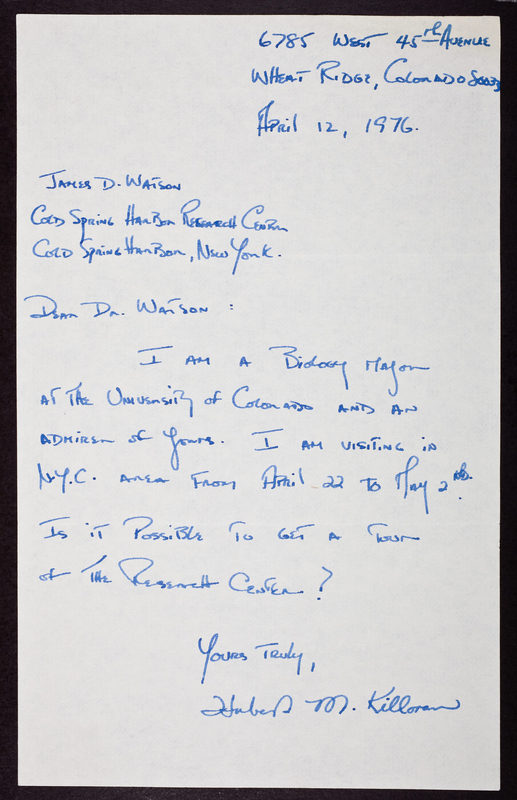 6785 West 45th Avenue
Wheat Ridge, Colorado 80033
April 12, 1976.
James D. Watson
Cold Spring Harbor Research Center
Cold Spring Harbor, New York.
Dear Dr. Watson:
I am a Biology Major
at the University of Colorado and an
admirer of yours. I am visiting in
N.Y.C. area from April 22 to May 2nd.
Is it Possible to get a Tour
of the Research Center?
Yours Truly,
Hubert M. Killoran